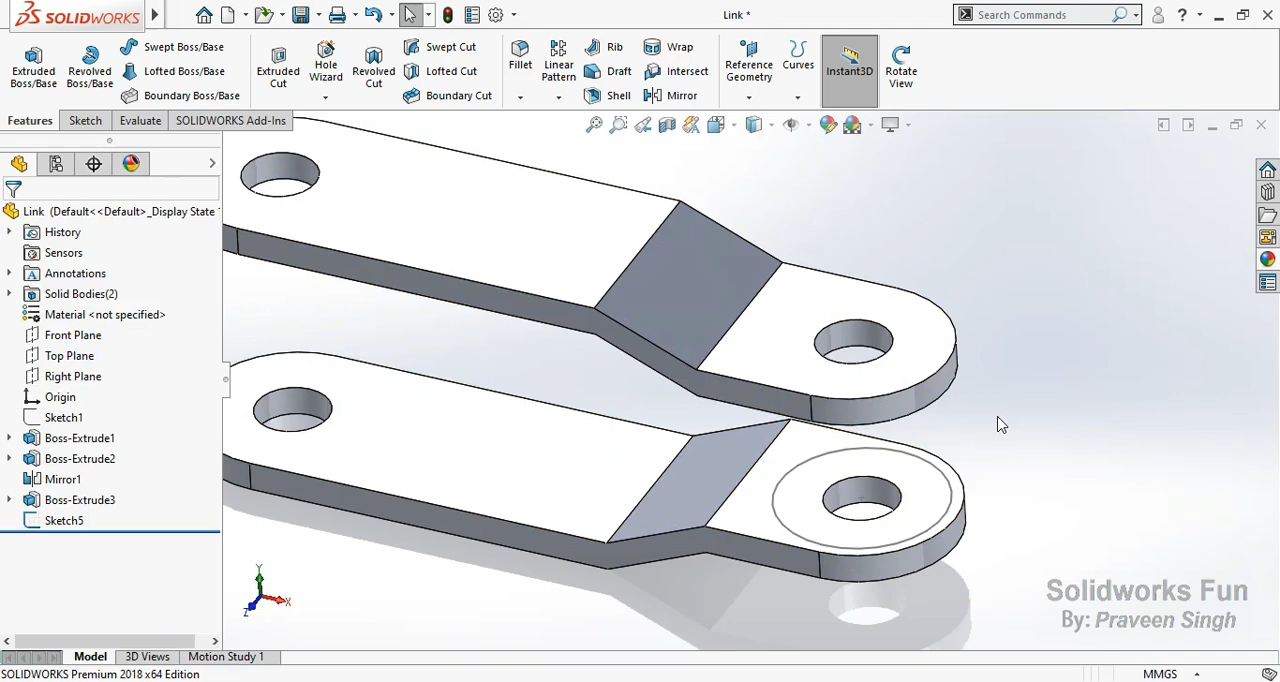 SOLIDWORKS
Link *
Search Commands
?
Extruded Boss/Base
Revolved Boss/Base
Swept Boss/Base
Lofted Boss/Base
Boundary Boss/Base
Extruded Cut
Hole Wizard
Revolved Cut
Swept Cut
Lofted Cut
Boundary Cut
Fillet
Linear Pattern
Rib
Draft
Shell
Wrap
Intersect
Mirror
Reference Geometry
Curves
Instant3D
Rotate View
Features
Sketch
Evaluate
SOLIDWORKS Add-Ins
Link (Default<<Default>_Display State
History
Sensors
Annotations
Solid Bodies(2)
Material <not specified>
Front Plane
Top Plane
Right Plane
Origin
Sketch1
Boss-Extrude1
Boss-Extrude2
Mirror1
Boss-Extrude3
Sketch5
Y
X
Z
Solidworks Fun
By: Praveen Singh
Model
3D Views
Motion Study 1
SOLIDWORKS Premium 2018 x64 Edition
MMGS